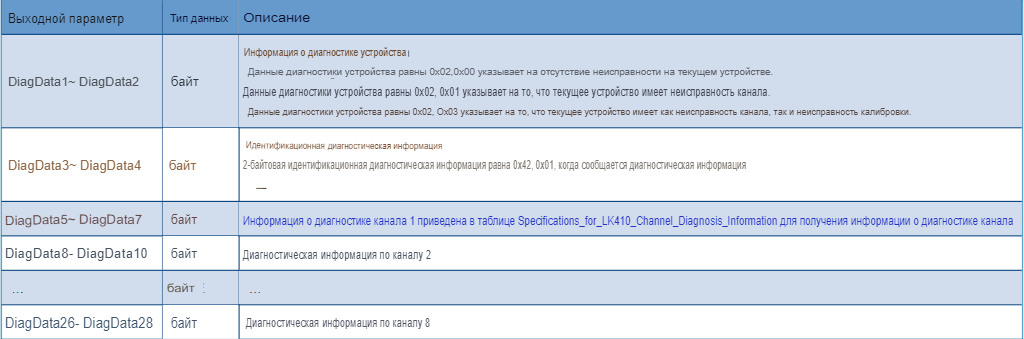 Выходной параметр Тип данных Описание
Информация о диагностике устройства
Данные диагностики устройства равны 0x02,0x00 указывает на отсутствие неисправности на текущем устройстве.
DiagData1~ DiagData2 байт
Данные диагностики устройства равны 0x02, 0x01 указывает на то, что текущее устройство имеет неисправность канала.
Данные диагностики устройства равны 0x02, Ox03 указывает на то, что текущее устройство имеет как неисправность канала, так и неисправность калибровки.
Идентификационная диагностическая информация
DiagData3~ DiagData4 байт 2-байтовая идентификационная диагностическая информация равна 0x42, 0x01, когда сообщается диагностическая информация
—
DiagData5~ DiagData7 байт Информация о диагностике канала 1 приведена в таблице Specifications_for_LK410_Channel_Diagnosis_Information для получения информации о диагностике канала
DiagData8- DiagData10 байт Диагностическая информация по каналу 2
... байт ...
DiagData26- DiagData28 байт Диагностическая информация по каналу 8